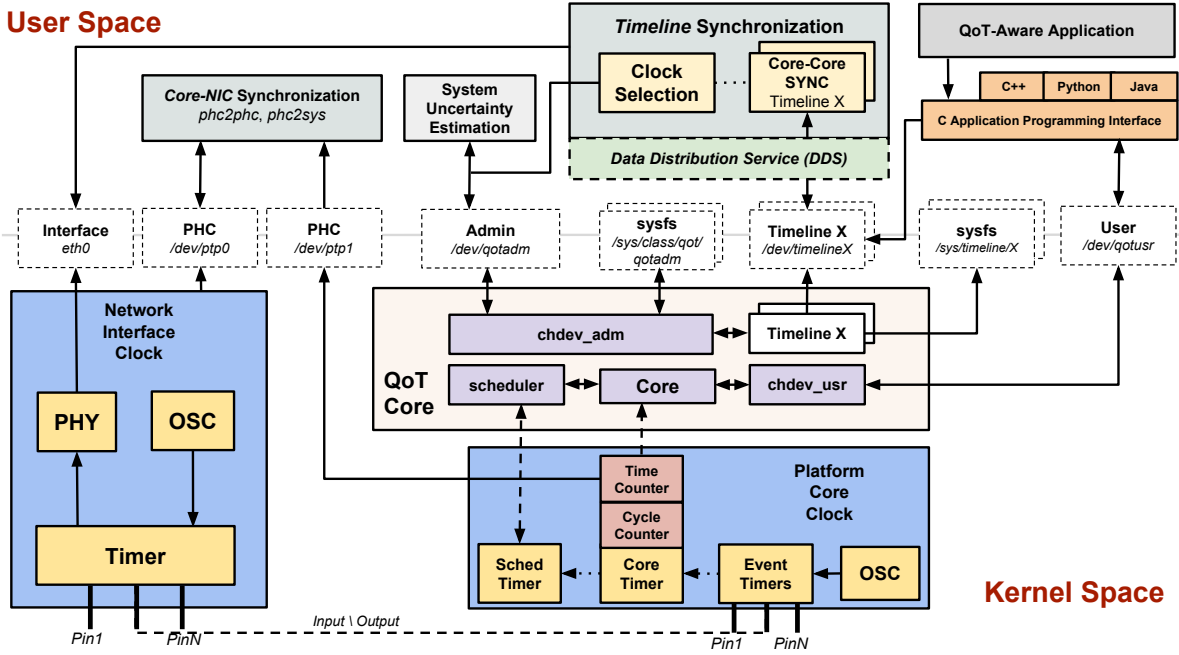 User Space
Timeline Synchronization
Clock
Selection
Core-Core
SYNC
Timeline X
Data Distribution Service (DDS)
QoT-Aware Application
C++
Python
Java
C Application Programming Interface
Core-NIC Synchronization
phc2phc, phc2sys
System
Uncertainty
Estimation
Interface
eth0
PHC
/dev/ptp0
PHC
/dev/ptp1
Admin
/dev/qotadm
sysfs
/sys/class/qot/
qotadm
Timeline X
/dev/timelineX
sysfs
/sys/timeline/X
User
/dev/qotusr
Network
Interface
Clock
PHY
OSC
Timer
Pin1
PinN
QoT
Core
chdev_adm
Timeline X
scheduler
Core
chdev_usr
Time
Counter
Cycle
Counter
Platform
Core
Clock
Sched
Timer
Core
Timer
Event
Timers
OSC
Input \ Output
Pin1
PinN
Kernel Space